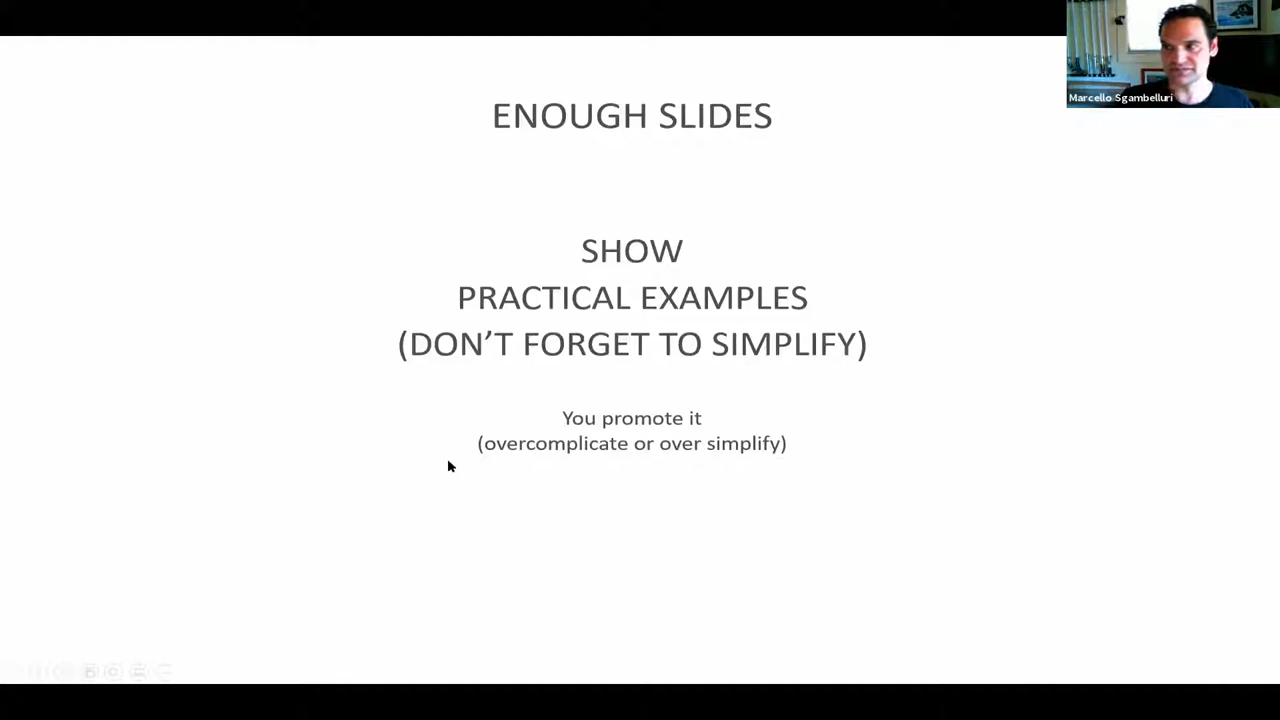 ENOUGH SLIDES
SHOW
PRACTICAL EXAMPLES
(DON'T FORGET TO SIMPLIFY)
You promote it
(overcomplicate or over simplify)
Marcello Sgambelluri